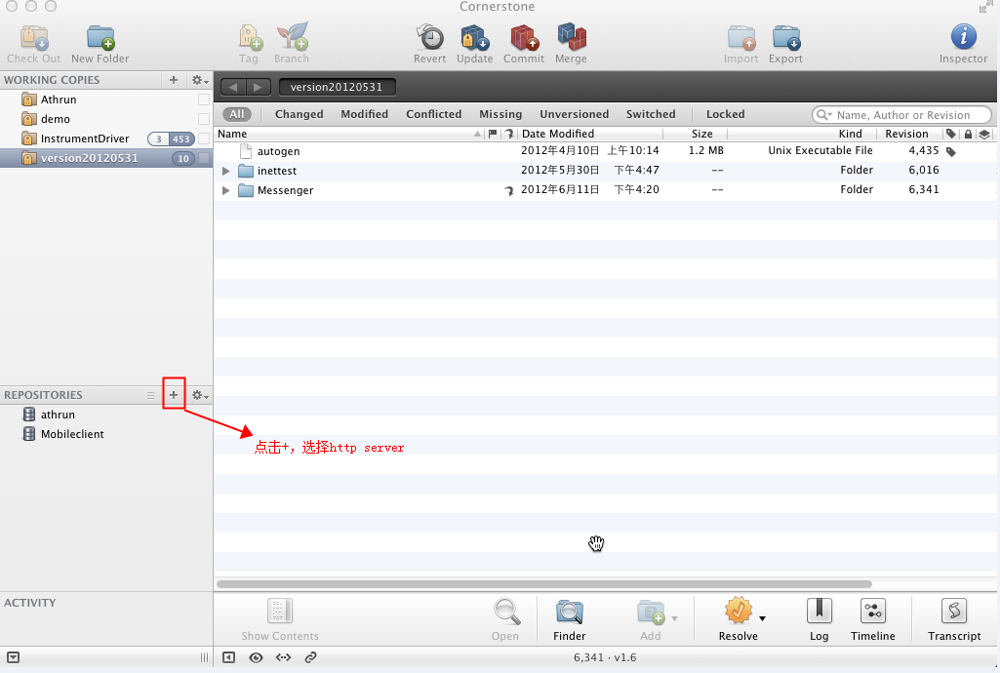 Cornerstone
Check Out New Folder Tag Branch Revert Update Commit Merge Import Export Inspector
WORKING COPIES
Athrun
demo
InstrumentDriver 3 453
version20120531 10
version20120531
All Changed Modified Conflicted Missing Unversioned Switched Locked Name, Author or Revision
Name Date Modified Size Kind Revision
autogen 2012年4月10日 上午10:14 1.2 MB Unix Executable File 4,435
inettest 2012年5月30日 下午4:47 -- Folder 6,016
Messenger 2012年6月11日 下午4:20 -- Folder 6,341
REPOSITORIES
athrun
Mobileclient
点击+，选择http server
ACTIVITY
Show Contents Open Finder Add Resolve Log Timeline Transcript
6,341 · v1.6